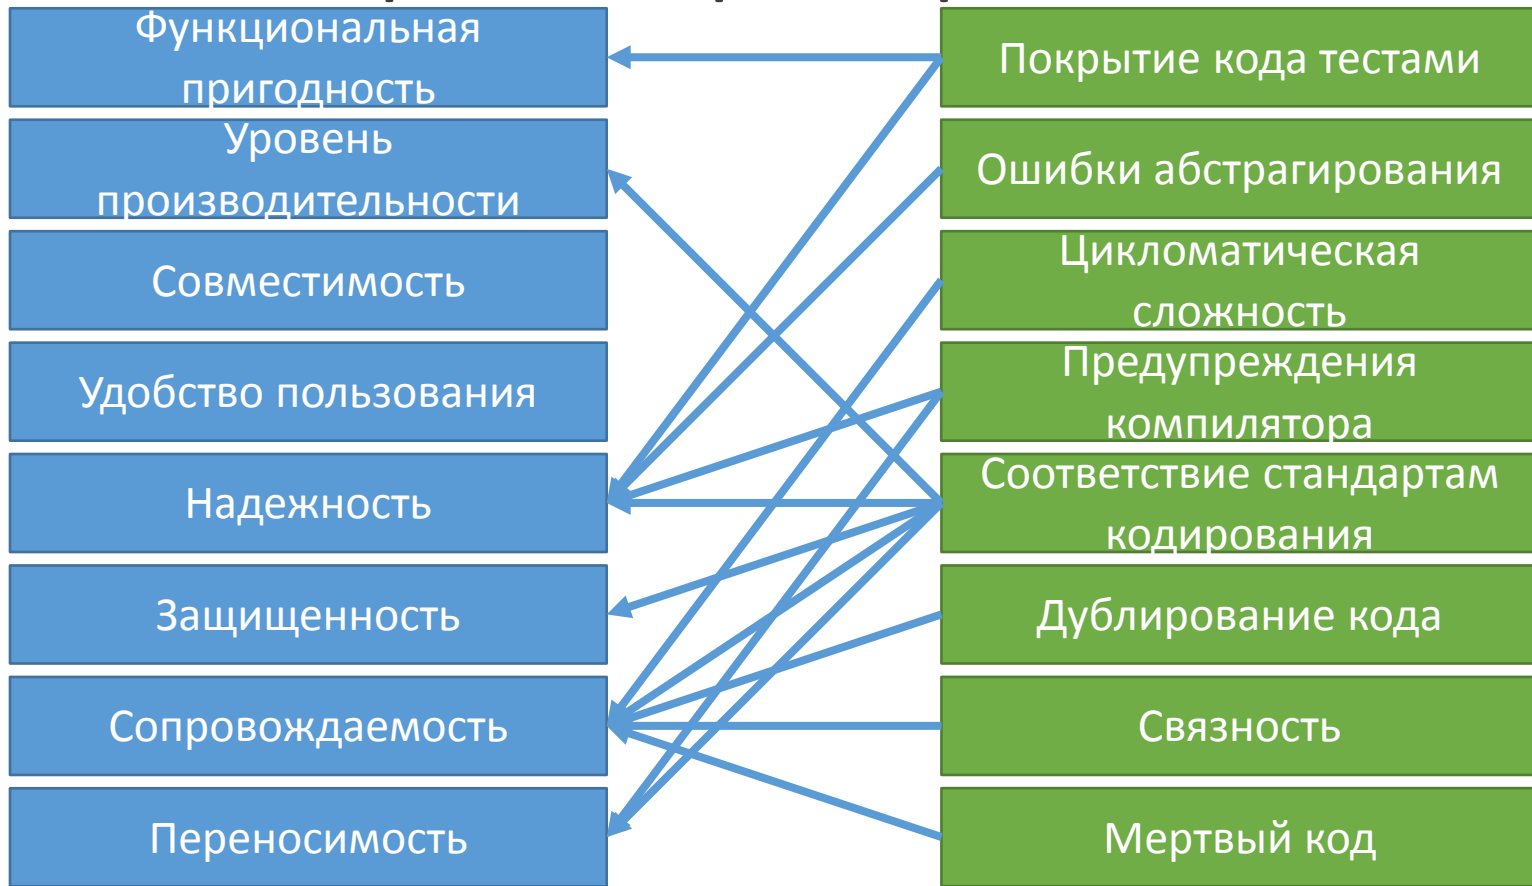 Функциональная
пригодность
Уровень
производительности
Совместимость
Удобство пользования
Надежность
Защищенность
Сопровождаемость
Переносимость
Покрытие кода тестами
Ошибки абстрагирования
Цикломатическая
сложность
Предупреждения
компилятора
Соответствие стандартам
кодирования
Дублирование кода
Связность
Мертвый код